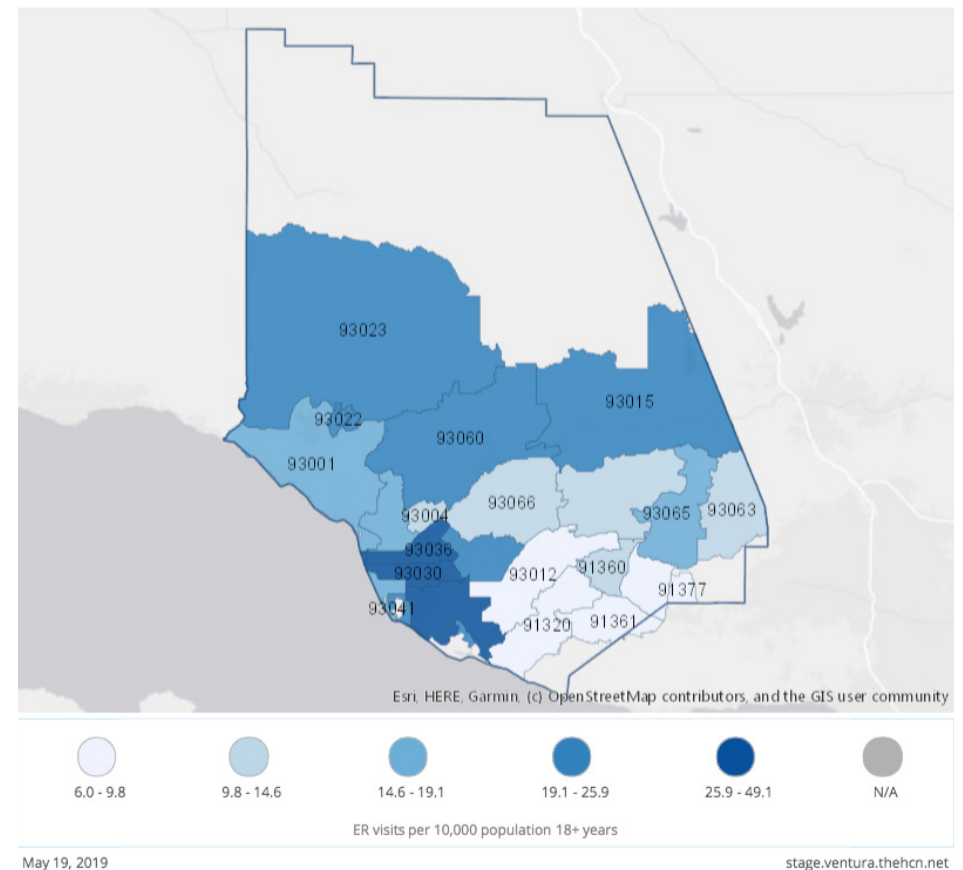 93023
93015
93022
93060
93001
93066
93004
93065
93063
93036
93030
93012
91360
91377
93041
91320
91361
Esri, HERE, Garmin, (c) OpenStreetMap contributors, and the GIS user community
6.0 - 9.8
9.8 - 14.6
14.6 - 19.1
19.1 - 25.9
25.9 - 49.1
N/A
ER visits per 10,000 population 18+ years
May 19, 2019
stage.ventura.thehcn.net